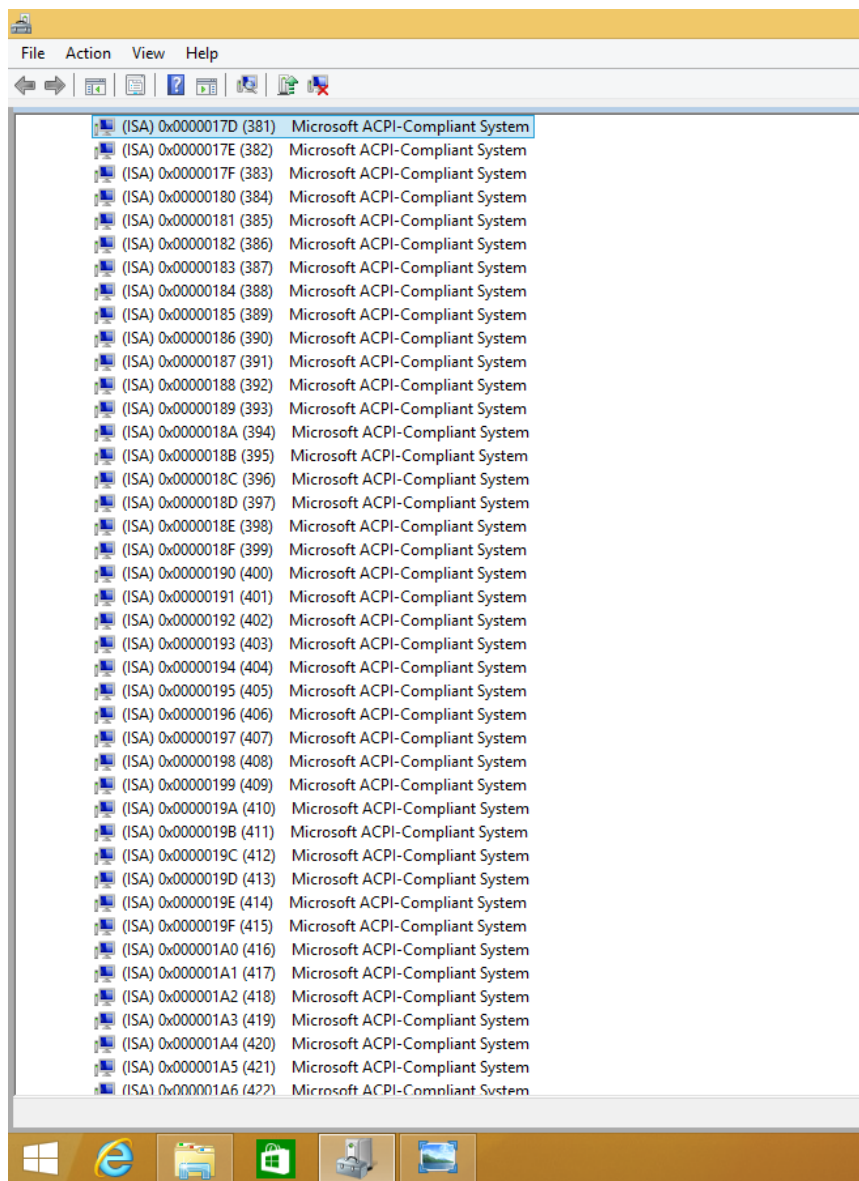 File Action View Help
(ISA) 0x0000017D (381) Microsoft ACPI-Compliant System
(ISA) 0x0000017E (382) Microsoft ACPI-Compliant System
(ISA) 0x0000017F (383) Microsoft ACPI-Compliant System
(ISA) 0x00000180 (384) Microsoft ACPI-Compliant System
(ISA) 0x00000181 (385) Microsoft ACPI-Compliant System
(ISA) 0x00000182 (386) Microsoft ACPI-Compliant System
(ISA) 0x00000183 (387) Microsoft ACPI-Compliant System
(ISA) 0x00000184 (388) Microsoft ACPI-Compliant System
(ISA) 0x00000185 (389) Microsoft ACPI-Compliant System
(ISA) 0x00000186 (390) Microsoft ACPI-Compliant System
(ISA) 0x00000187 (391) Microsoft ACPI-Compliant System
(ISA) 0x00000188 (392) Microsoft ACPI-Compliant System
(ISA) 0x00000189 (393) Microsoft ACPI-Compliant System
(ISA) 0x0000018A (394) Microsoft ACPI-Compliant System
(ISA) 0x0000018B (395) Microsoft ACPI-Compliant System
(ISA) 0x0000018C (396) Microsoft ACPI-Compliant System
(ISA) 0x0000018D (397) Microsoft ACPI-Compliant System
(ISA) 0x0000018E (398) Microsoft ACPI-Compliant System
(ISA) 0x0000018F (399) Microsoft ACPI-Compliant System
(ISA) 0x00000190 (400) Microsoft ACPI-Compliant System
(ISA) 0x00000191 (401) Microsoft ACPI-Compliant System
(ISA) 0x00000192 (402) Microsoft ACPI-Compliant System
(ISA) 0x00000193 (403) Microsoft ACPI-Compliant System
(ISA) 0x00000194 (404) Microsoft ACPI-Compliant System
(ISA) 0x00000195 (405) Microsoft ACPI-Compliant System
(ISA) 0x00000196 (406) Microsoft ACPI-Compliant System
(ISA) 0x00000197 (407) Microsoft ACPI-Compliant System
(ISA) 0x00000198 (408) Microsoft ACPI-Compliant System
(ISA) 0x00000199 (409) Microsoft ACPI-Compliant System
(ISA) 0x0000019A (410) Microsoft ACPI-Compliant System
(ISA) 0x0000019B (411) Microsoft ACPI-Compliant System
(ISA) 0x0000019C (412) Microsoft ACPI-Compliant System
(ISA) 0x0000019D (413) Microsoft ACPI-Compliant System
(ISA) 0x0000019E (414) Microsoft ACPI-Compliant System
(ISA) 0x0000019F (415) Microsoft ACPI-Compliant System
(ISA) 0x000001A0 (416) Microsoft ACPI-Compliant System
(ISA) 0x000001A1 (417) Microsoft ACPI-Compliant System
(ISA) 0x000001A2 (418) Microsoft ACPI-Compliant System
(ISA) 0x000001A3 (419) Microsoft ACPI-Compliant System
(ISA) 0x000001A4 (420) Microsoft ACPI-Compliant System
(ISA) 0x000001A5 (421) Microsoft ACPI-Compliant System
(ISA) 0x000001A6 (422) Microsoft ACPI-Compliant System